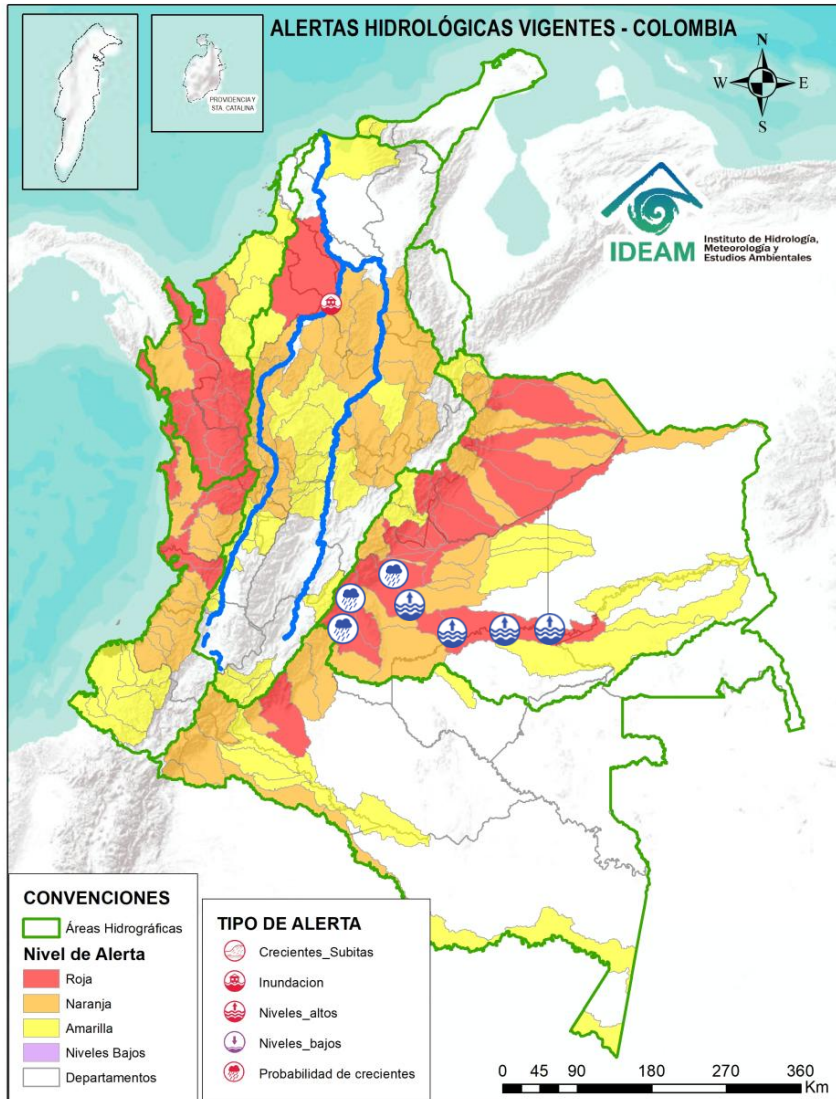 ALERTAS HIDROLÓGICAS VIGENTES - COLOMBIA
PROVIDENCIA Y
STA. CATALINA
N
W
E
S
IDEAM
Instituto de Hidrología,
Meteorología y
Estudios Ambientales
CONVENCIONES
Áreas Hidrográficas
Nivel de Alerta
Roja
Naranja
Amarilla
Niveles Bajos
Departamentos
TIPO DE ALERTA
Crecientes_Subitas
Inundacion
Niveles_altos
Niveles_bajos
Probabilidad de crecientes
0 45 90 180 270 360
Km